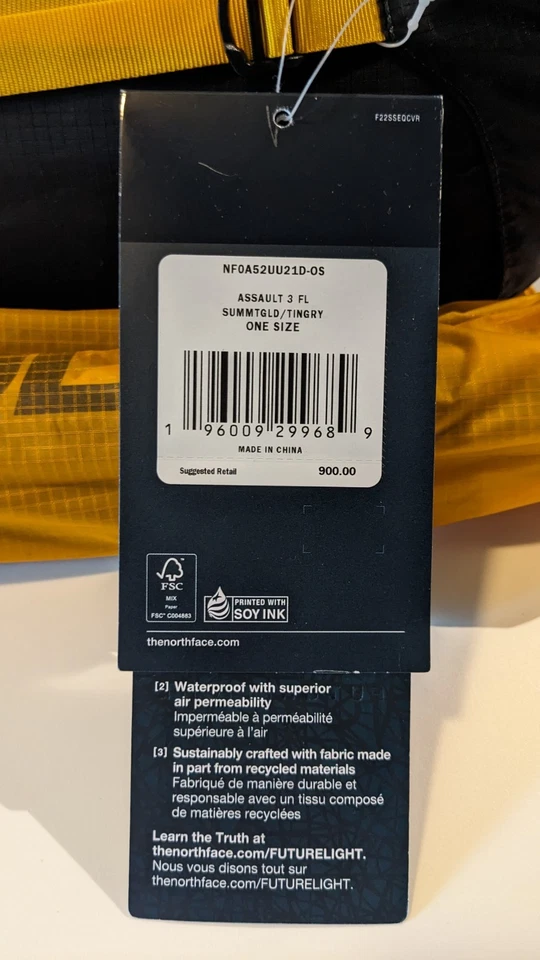 F22SSEQCVR
NF0A52UU21D-OS
ASSAULT 3 FL
SUMMTGLD/TINGRY
ONE SIZE
1 96009 29968 9
MADE IN CHINA
Suggested Retail 900.00
FSC
MIX
Paper
FSC® C004683
PRINTED WITH
SOY INK
thenorthface.com
[2] Waterproof with superior
air permeability
Imperméable à perméabilité
supérieure à l'air
[3] Sustainably crafted with fabric made
in part from recycled materials
Fabriqué de manière durable et
responsable avec un tissu composé
de matières recyclées
Learn the Truth at
thenorthface.com/FUTURELIGHT.
Nous vous disons tout sur
thenorthface.com/FUTURELIGHT.